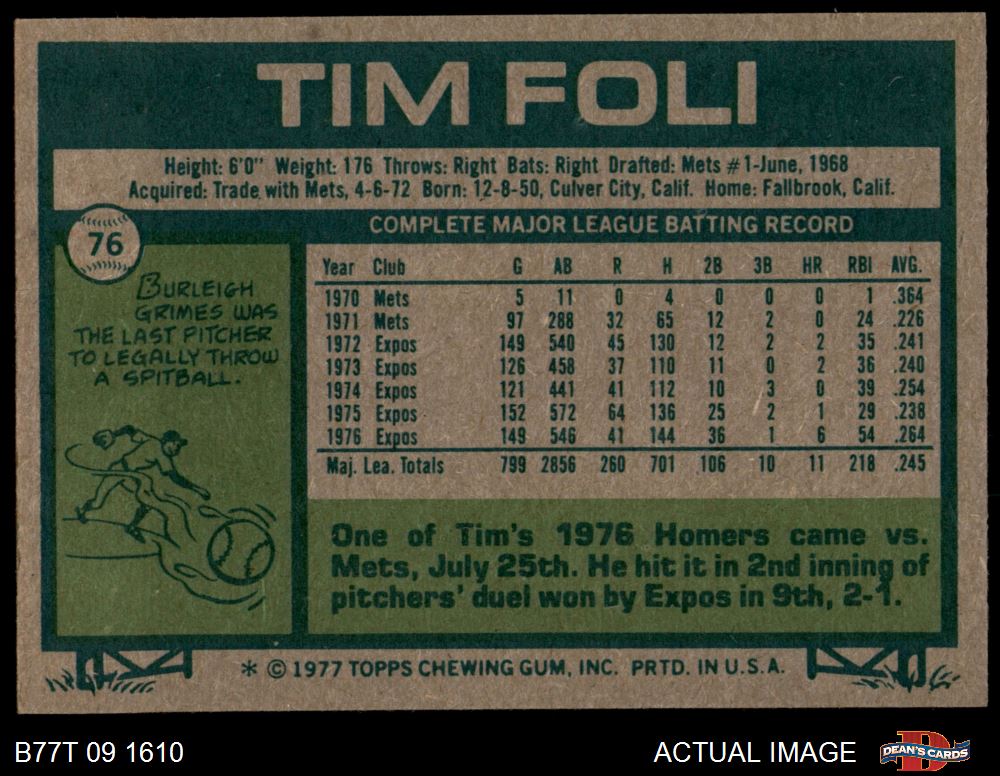 TIM FOLI
Height: 6'0" Weight: 176 Throws: Right Bats: Right Drafted: Mets #1-June, 1968
Acquired: Trade with Mets, 4-6-72 Born: 12-8-50, Culver City, Calif. Home: Fallbrook, Calif.
76
BURLEIGH
GRIMES WAS
THE LAST PITCHER
TO LEGALLY THROW
A SPITBALL.
COMPLETE MAJOR LEAGUE BATTING RECORD
Year Club G AB R H 2B 3B HR RBI AVG.
1970 Mets 5 11 0 4 0 0 0 1 .364
1971 Mets 97 288 32 65 12 2 0 24 .226
1972 Expos 149 540 45 130 12 2 2 35 .241
1973 Expos 126 458 37 110 11 0 2 36 .240
1974 Expos 121 441 41 112 10 3 0 39 .254
1975 Expos 152 572 64 136 25 2 1 29 .238
1976 Expos 149 546 41 144 36 1 6 54 .264
Maj. Lea. Totals 799 2856 260 701 106 10 11 218 .245
One of Tim's 1976 Homers came vs.
Mets, July 25th. He hit it in 2nd inning of
pitchers' duel won by Expos in 9th, 2-1.
* © 1977 TOPPS CHEWING GUM, INC. PRTD. IN U.S.A.
B77T 09 1610
ACTUAL IMAGE
D
DEAN'S CARDS